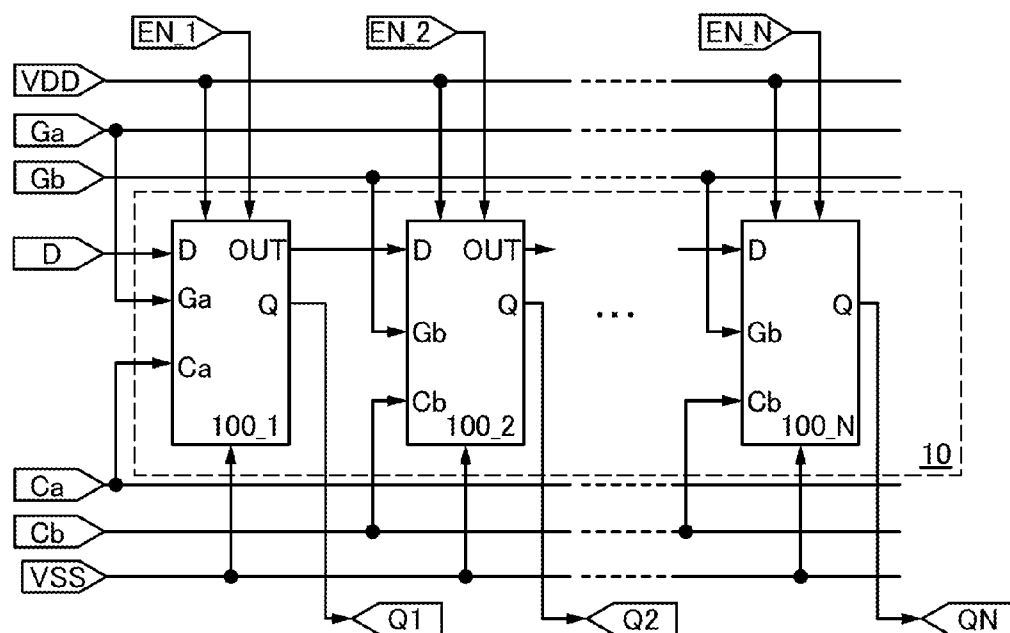 EN_1 EN_2 EN_N
VDD
Ga
Gb
D D OUT D OUT D
Ga Q Q ... Q
Gb Gb
Ca
Cb Cb
100_1 100_2 100_N
10
Ca
Cb
VSS
Q1 Q2 QN